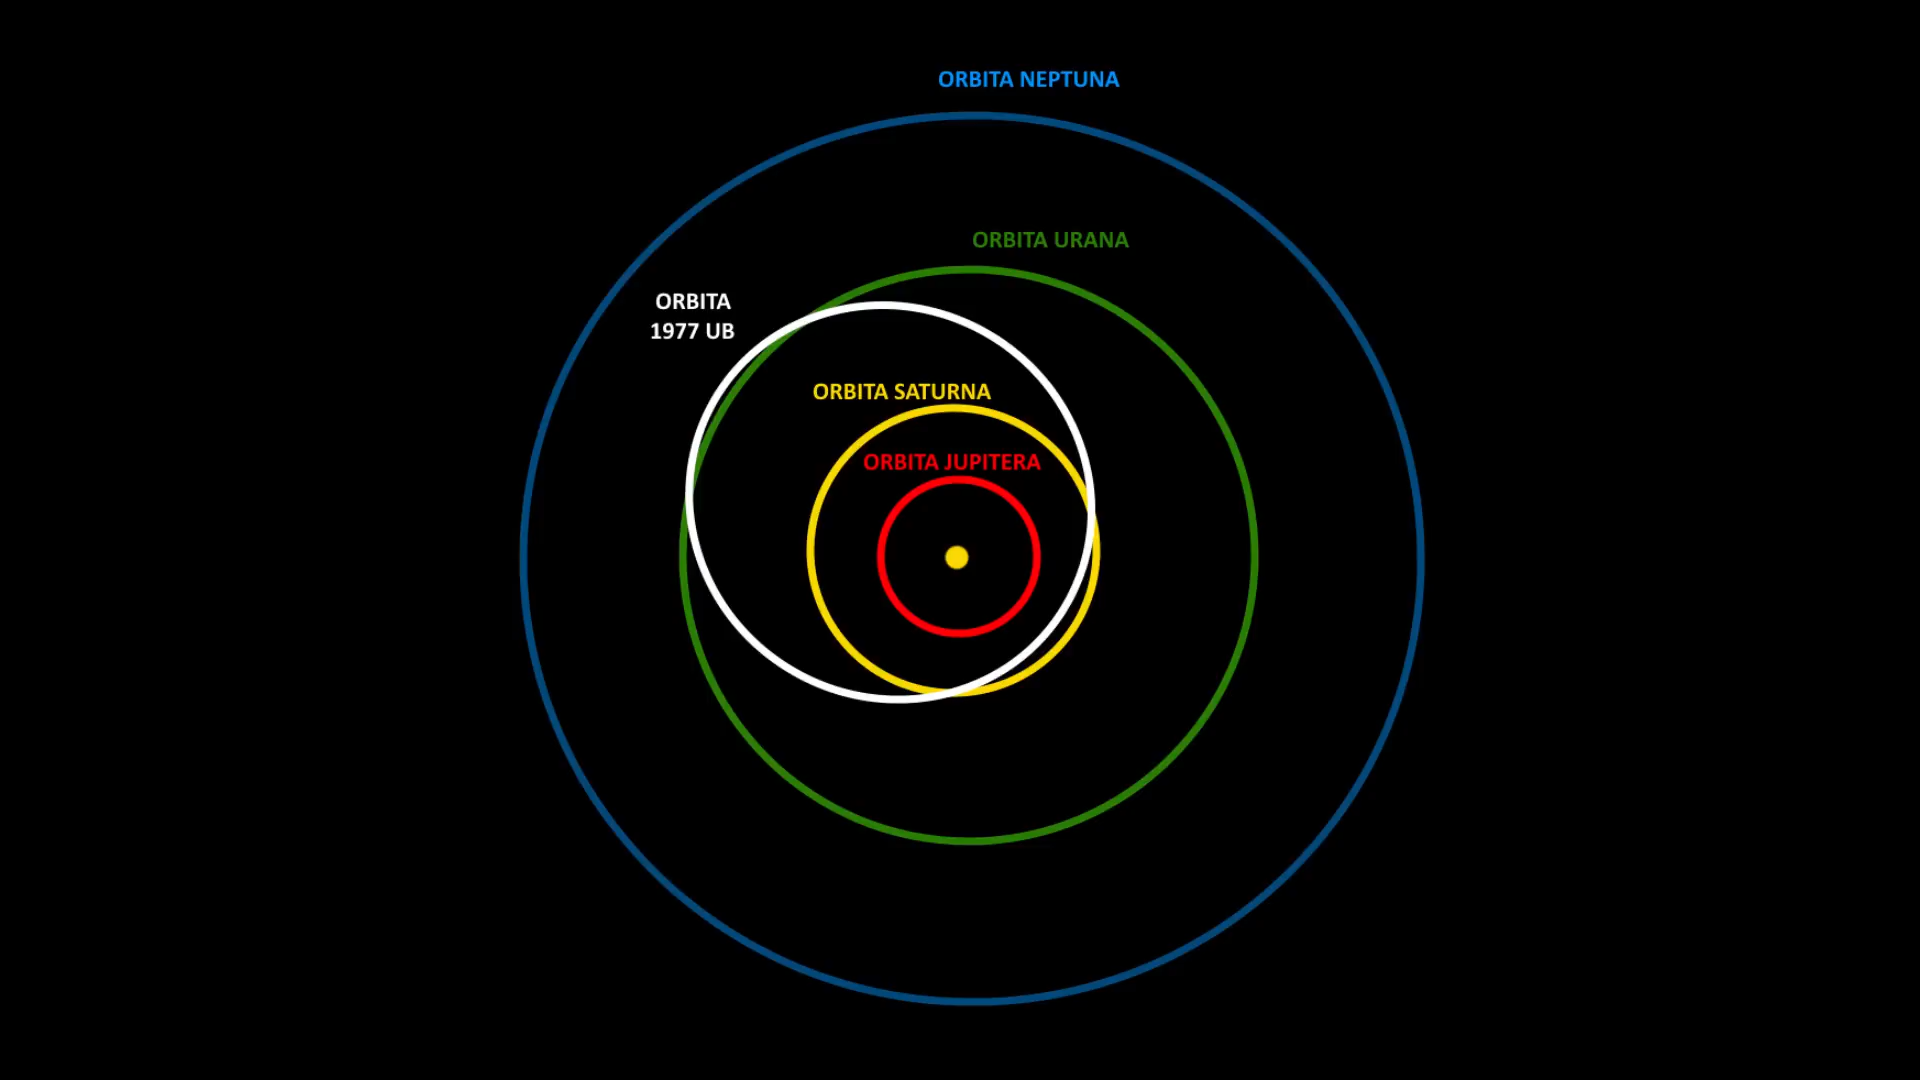 ORBITA NEPTUNA
ORBITA URANA
ORBITA
1977 UB
ORBITA SATURNA
ORBITA JUPITERA